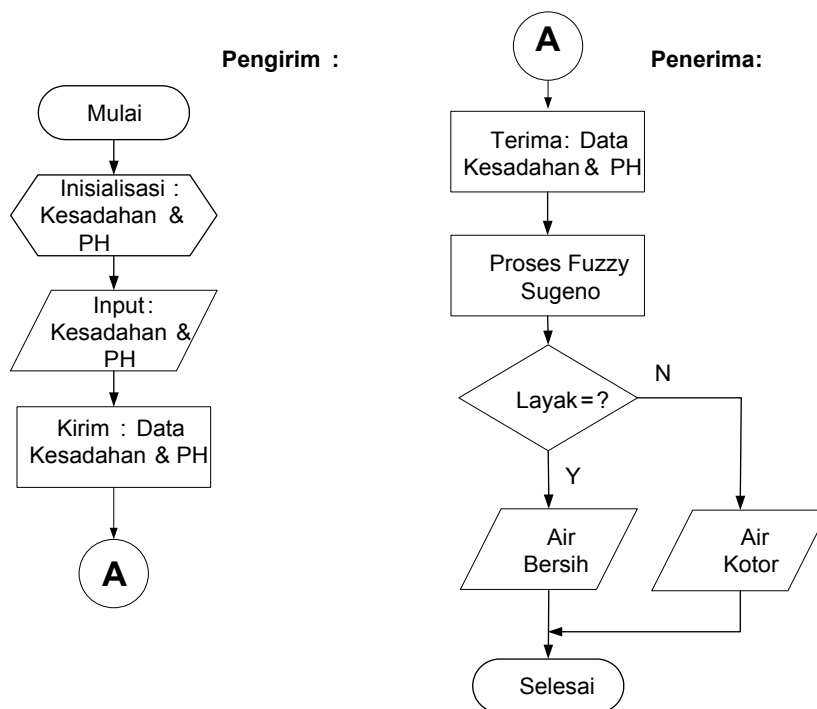 Pengirim :
Mulai
Inisialisasi :
Kesadahan &
PH
Input:
Kesadahan &
PH
Kirim : Data
Kesadahan & PH
A
A
Penerima:
Terima: Data
Kesadahan & PH
Proses Fuzzy
Sugeno
Layak=?
N
Y
Air
Bersih
Air
Kotor
Selesai